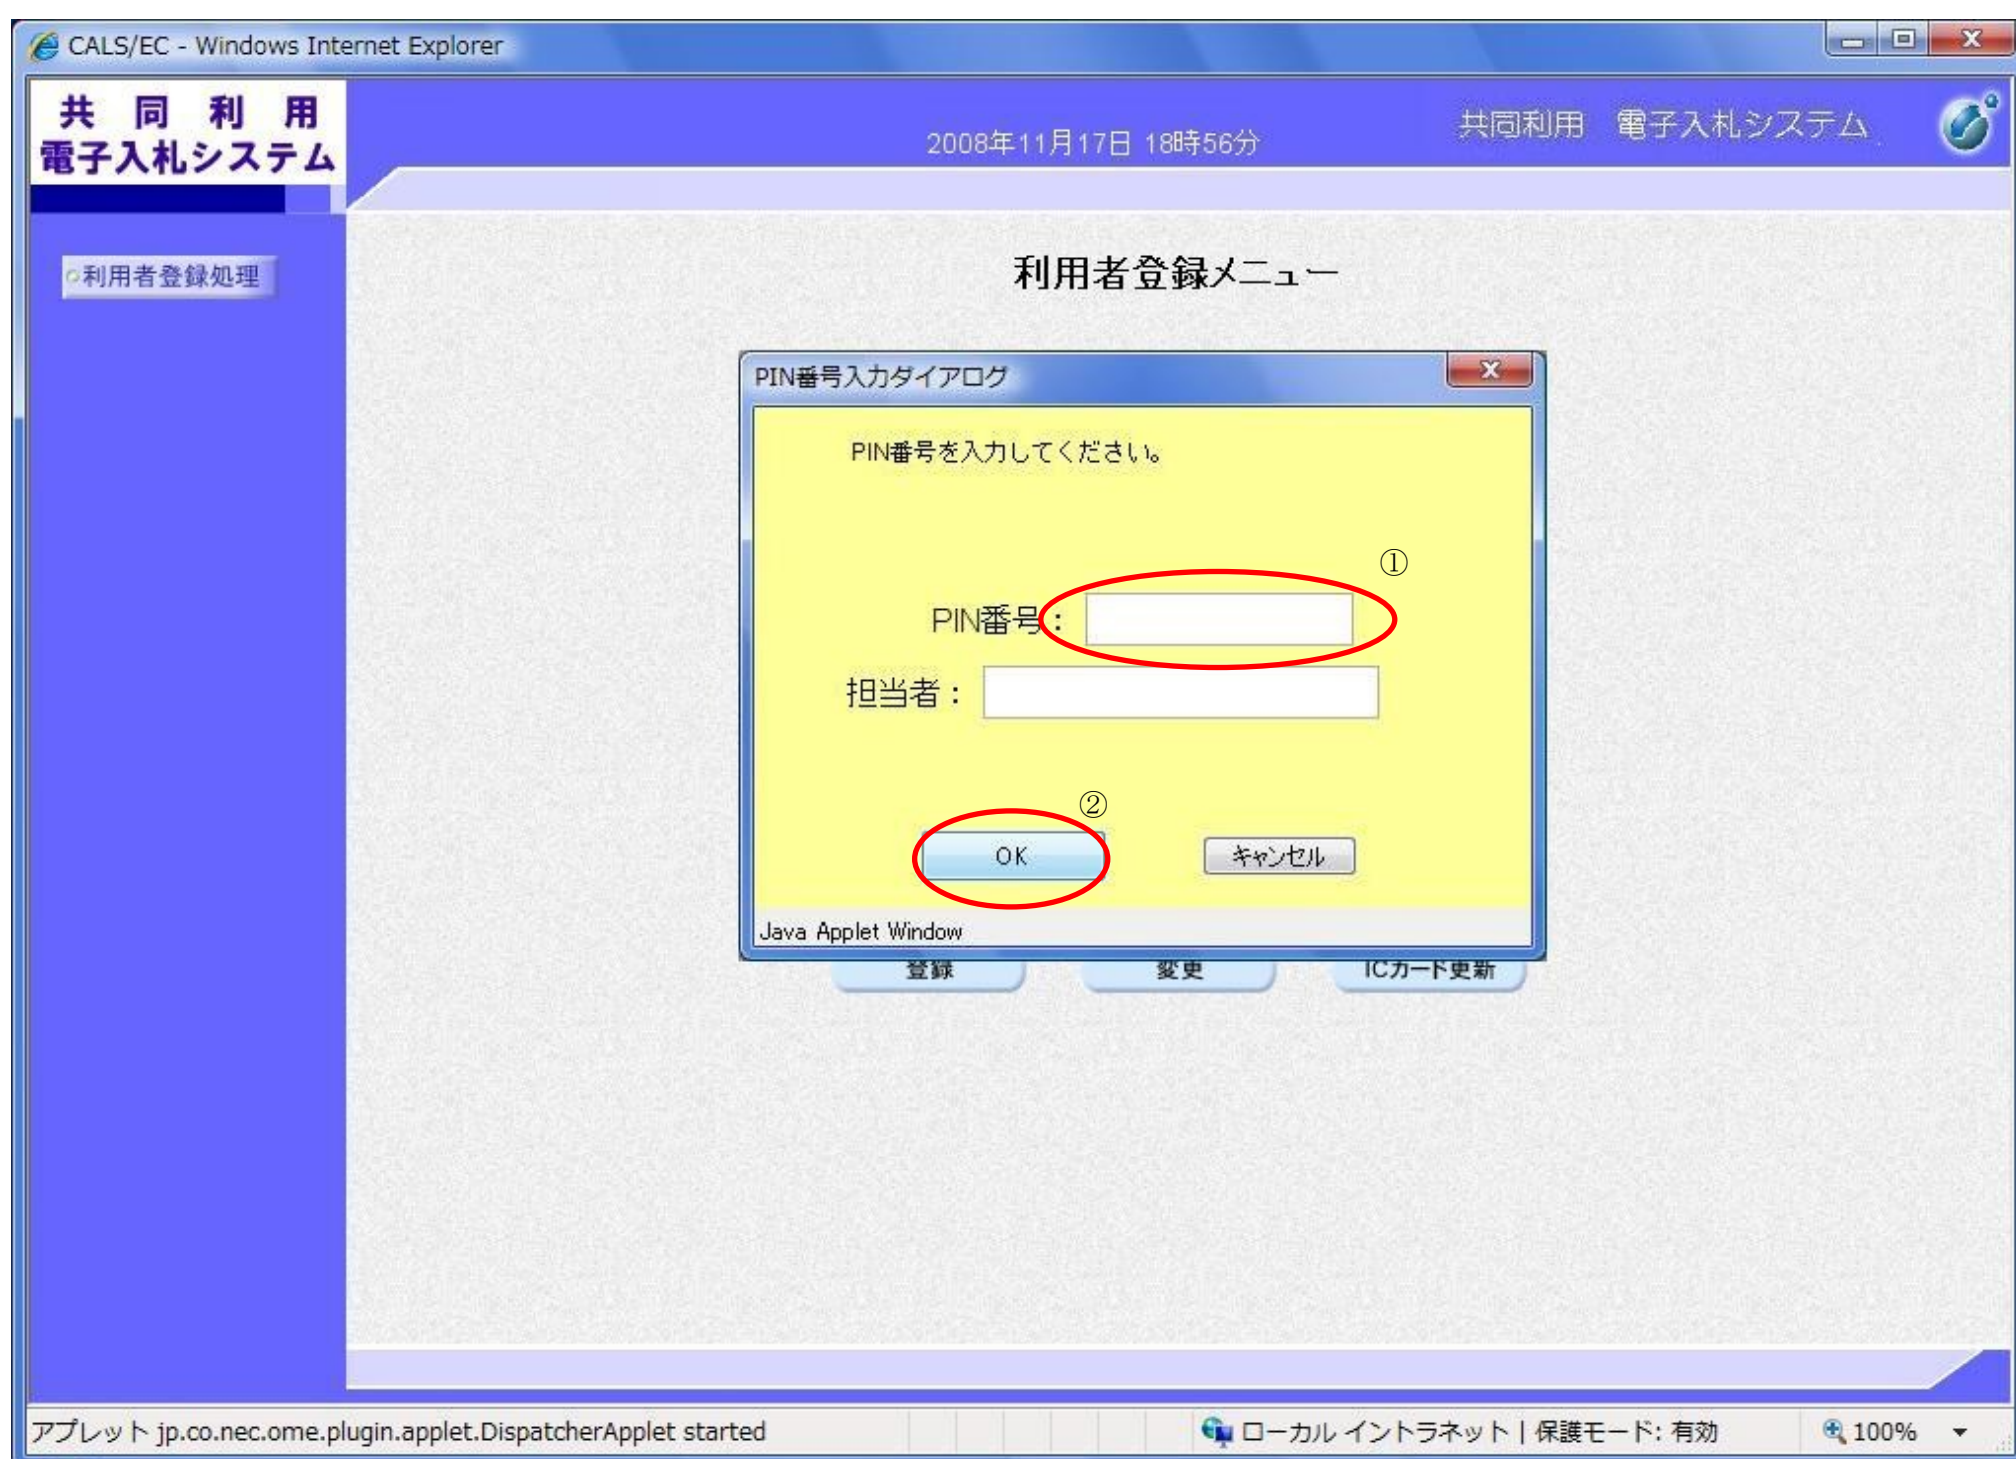 CALS/EC - Windows Internet Explorer
共同利用
電子入札システム
2008年11月17日 18時56分
共同利用 電子入札システム
利用者登録処理
利用者登録メニュー
PIN番号入力ダイアログ
PIN番号を入力してください。
①
PIN番号：
担当者：
②
OK
キャンセル
Java Applet Window
登録
変更
ICカード更新
アプレット jp.co.nec.ome.plugin.applet.DispatcherApplet started
ローカル イントラネット | 保護モード: 有効
100%